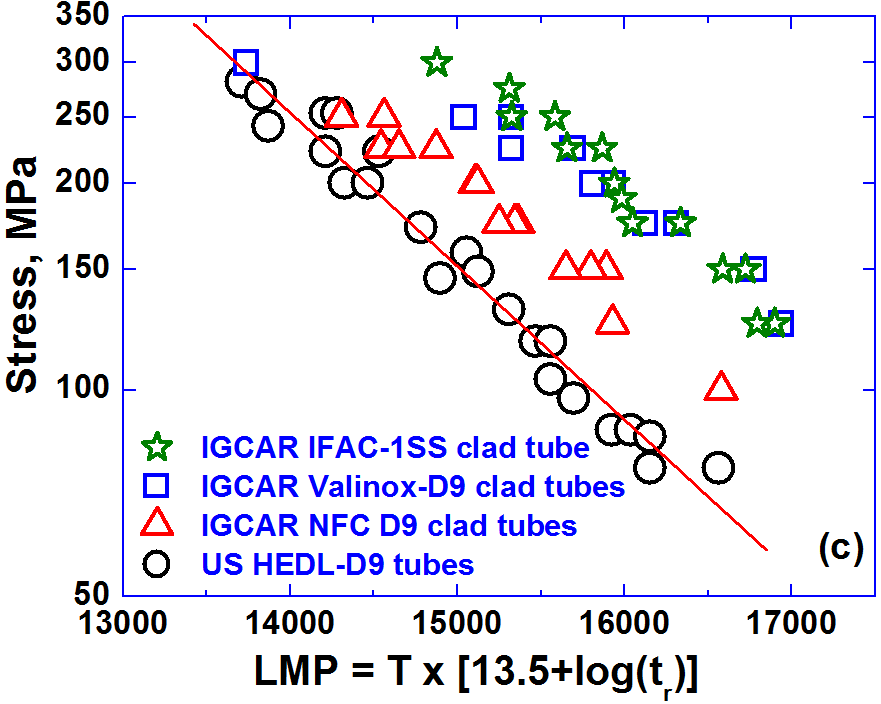 350
300
250
200
150
100
50
Stress, MPa
IGCAR IFAC-1SS clad tube
IGCAR Valinox-D9 clad tubes
IGCAR NFC D9 clad tubes
US HEDL-D9 tubes
(c)
13000 14000 15000 16000 17000
LMP = T x [13.5+log(tᵣ)]